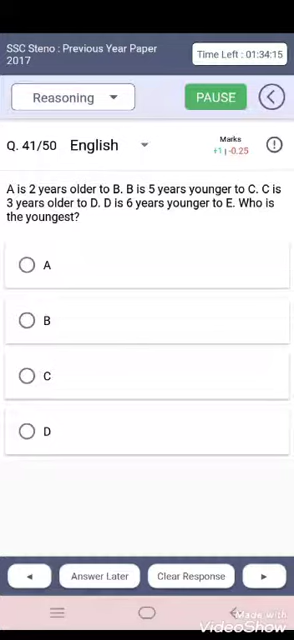 SSC Steno : Previous Year Paper
2017
Time Left : 01:34:15
Reasoning
PAUSE
Q. 41/50 English
Marks
+1 | -0.25
A is 2 years older to B. B is 5 years younger to C. C is
3 years older to D. D is 6 years younger to E. Who is
the youngest?
A
B
C
D
Answer Later
Clear Response
Made with
VideoShow